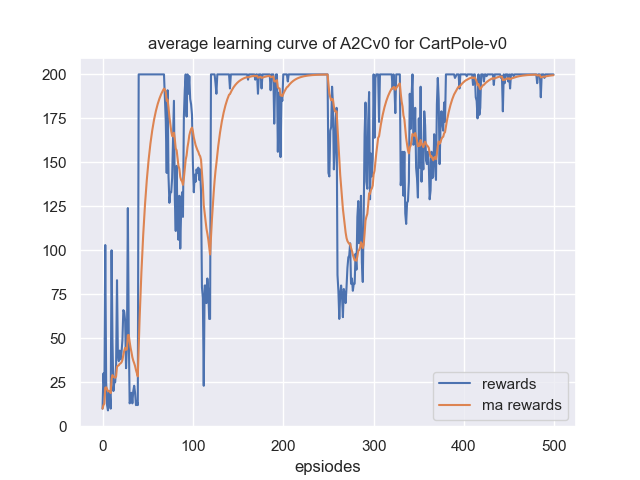 average learning curve of A2Cv0 for CartPole-v0
200
175
150
125
100
75
50
25
0
0 100 200 300 400 500
epsiodes
rewards
ma rewards